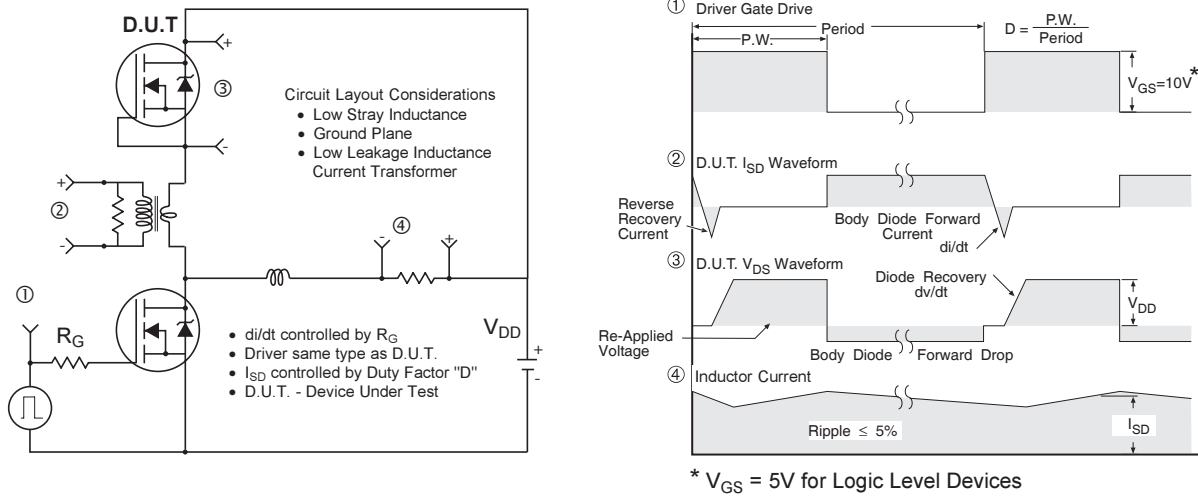 D.U.T
+
③
-
Circuit Layout Considerations
• Low Stray Inductance
• Ground Plane
• Low Leakage Inductance
Current Transformer
+
②
-
④
- +
①
R_G
V_DD
+
-
• di/dt controlled by R_G
• Driver same type as D.U.T.
• I_SD controlled by Duty Factor "D"
• D.U.T. - Device Under Test
① Driver Gate Drive
P.W.
Period
D = P.W. / Period
V_GS=10V *
② D.U.T. I_SD Waveform
Reverse
Recovery
Current
Body Diode Forward
Current
di/dt
③ D.U.T. V_DS Waveform
Diode Recovery
dv/dt
V_DD
Re-Applied
Voltage
Body Diode Forward Drop
④ Inductor Current
Ripple ≤ 5%
I_SD
* V_GS = 5V for Logic Level Devices